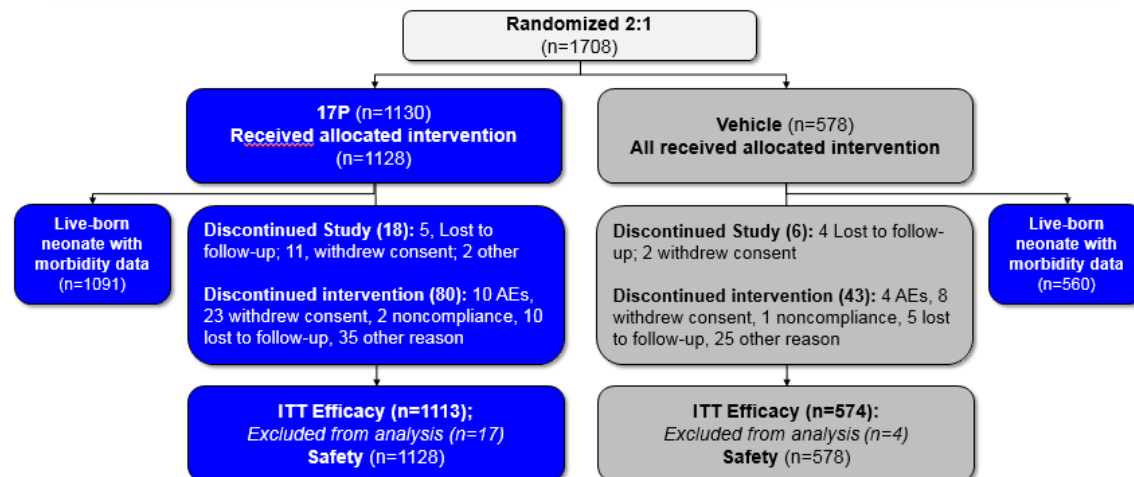 Randomized 2:1
(n=1708)
17P (n=1130)
Received allocated intervention
(n=1128)
Vehicle (n=578)
All received allocated intervention
Live-born
neonate with
morbidity data
(n=1091)
Discontinued Study (18): 5, Lost to
follow-up; 11, withdrew consent; 2 other
Discontinued intervention (80): 10 AEs,
23 withdrew consent, 2 noncompliance, 10
lost to follow-up, 35 other reason
Discontinued Study (6): 4 Lost to follow-
up; 2 withdrew consent
Discontinued intervention (43): 4 AEs, 8
withdrew consent, 1 noncompliance, 5 lost
to follow-up, 25 other reason
Live-born
neonate with
morbidity data
(n=560)
ITT Efficacy (n=1113);
Excluded from analysis (n=17)
Safety (n=1128)
ITT Efficacy (n=574):
Excluded from analysis (n=4)
Safety (n=578)